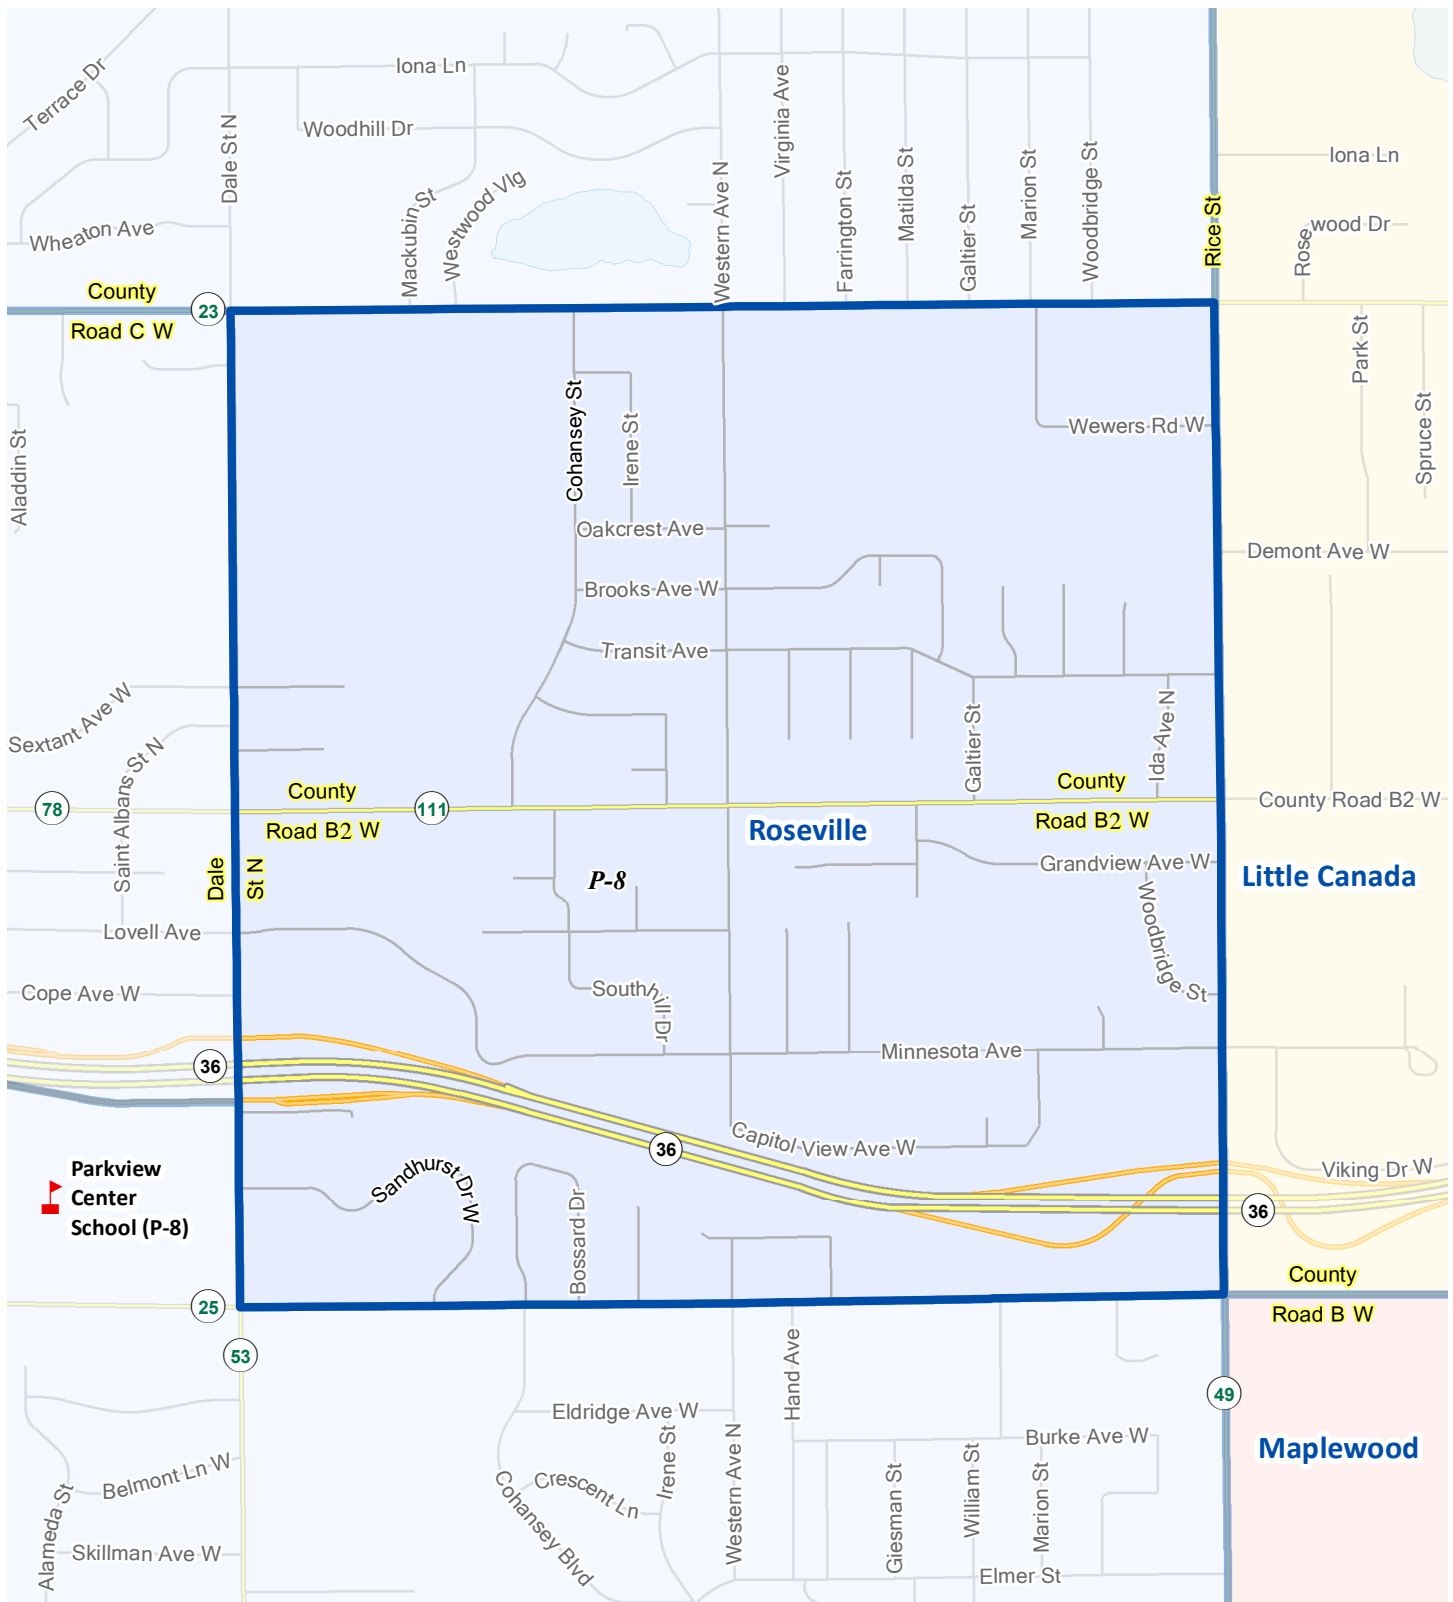 Terrace Dr
Iona Ln
Woodhill Dr
Dale St N
Mackubin St
Westwood Vlg
Western Ave N
Virginia Ave
Farrington St
Matilda St
Galtier St
Marion St
Woodbridge St
Rice St
Iona Ln
Rosewood Dr
Wheaton Ave
County
Road C W
23
Aladdin St
Cohansey St
Irene St
Wewers Rd W
Park St
Spruce St
Oakcrest Ave
Demont Ave W
Brooks Ave W
Transit Ave
Sextant Ave W
Saint Albans St N
Galtier St
Ida Ave N
78
County
Road B2 W
111
County
Road B2 W
County Road B2 W
Roseville
Dale
St N
P-8
Grandview Ave W
Little Canada
Woodbridge St
Lovell Ave
Cope Ave W
Southhill Dr
Minnesota Ave
36
36
Capitol View Ave W
Viking Dr W
36
Parkview
Center
School (P-8)
Sandhurst Dr W
Bossard Dr
25
County
Road B W
53
Hand Ave
49
Eldridge Ave W
Irene St
Western Ave N
Burke Ave W
Maplewood
Belmont Ln W
Alameda St
Crescent Ln
Cohansey Blvd
Giesman St
William St
Marion St
Skillman Ave W
Elmer St